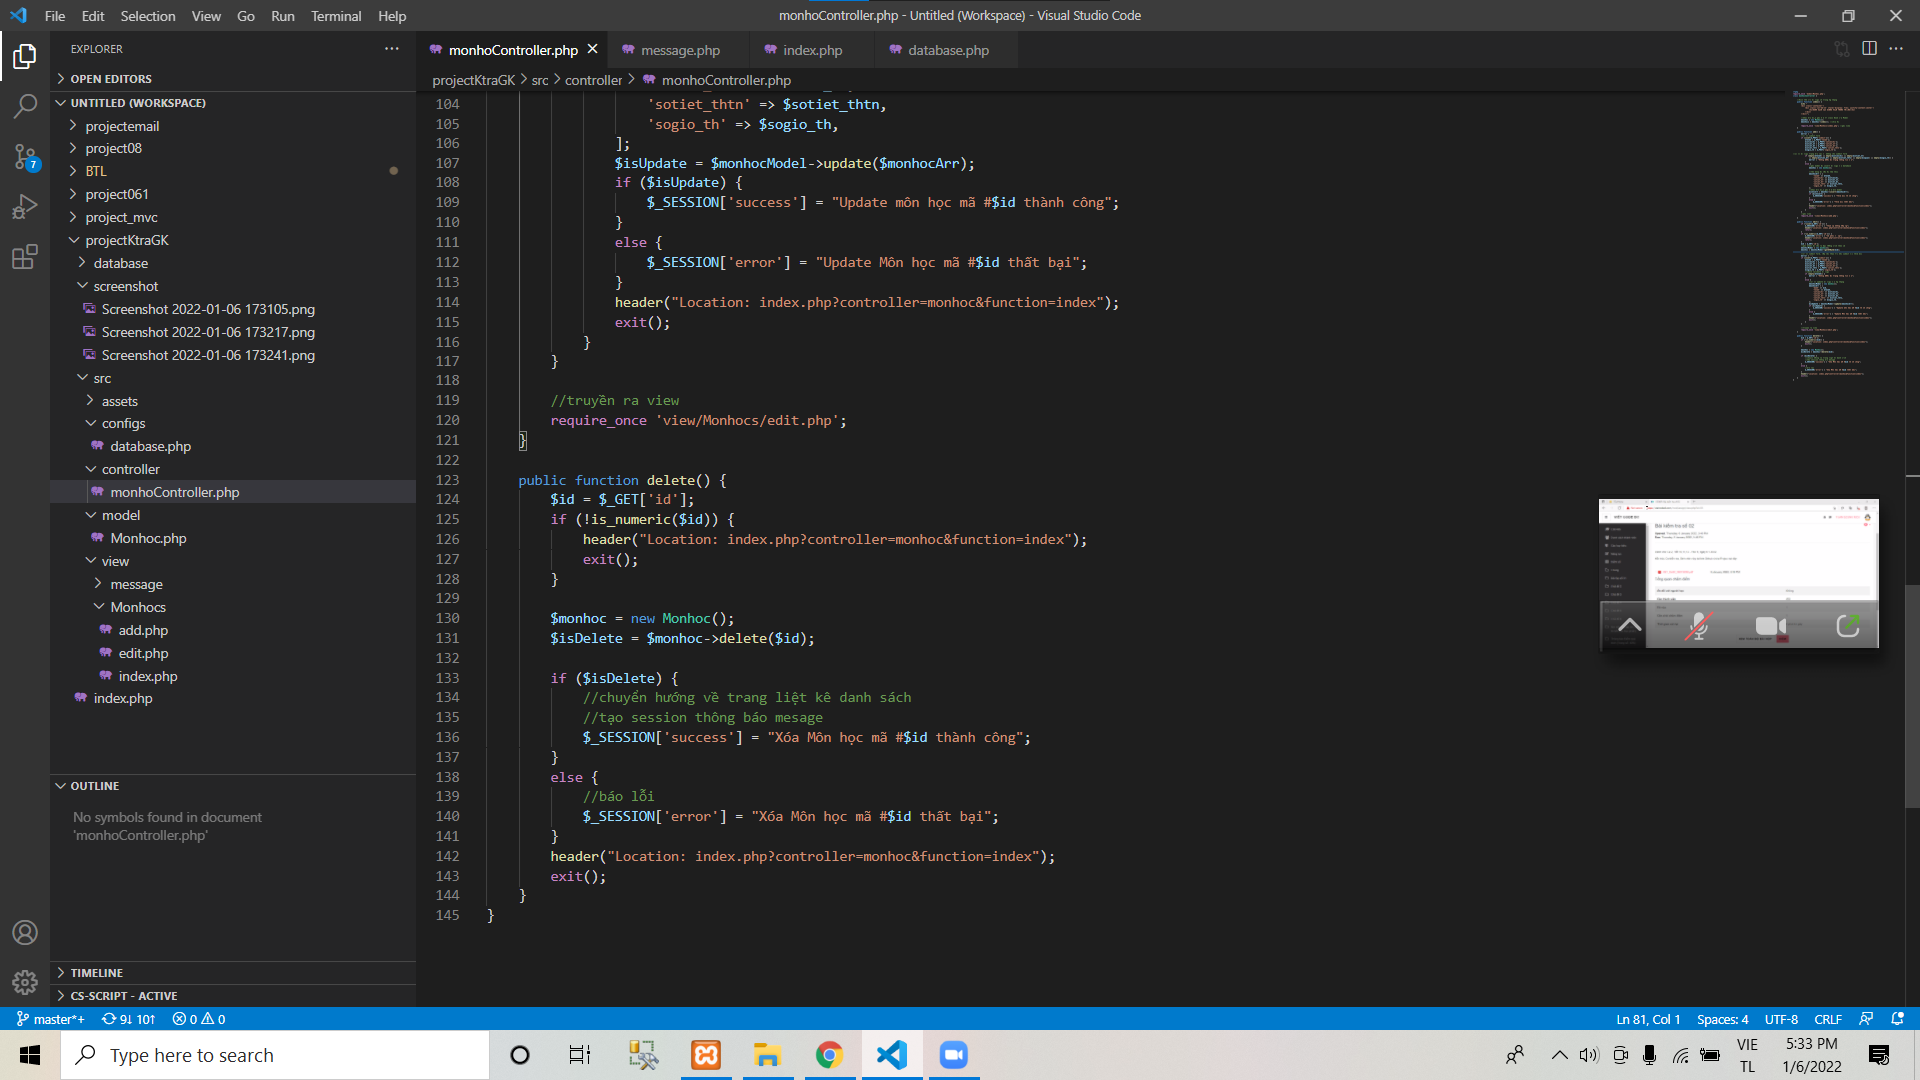 File Edit Selection View Go Run Terminal Help
monhoController.php - Untitled (Workspace) - Visual Studio Code
EXPLORER
OPEN EDITORS
UNTITLED (WORKSPACE)
projectemail
project08
BTL
project061
project_mvc
projectKtraGK
database
screenshot
Screenshot 2022-01-06 173105.png
Screenshot 2022-01-06 173217.png
Screenshot 2022-01-06 173241.png
src
assets
configs
database.php
controller
monhoController.php
model
Monhoc.php
view
message
Monhocs
add.php
edit.php
index.php
index.php
OUTLINE
No symbols found in document
'monhoController.php'
TIMELINE
CS-SCRIPT - ACTIVE
monhoController.php message.php index.php database.php
projectKtraGK > src > controller > monhoController.php
104 'sotiet_thtn' => $sotiet_thtn,
105 'sogio_th' => $sogio_th,
106 ];
107 $isUpdate = $monhocModel->update($monhocArr);
108 if ($isUpdate) {
109 $_SESSION['success'] = "Update môn học mã #$id thành công";
110 }
111 else {
112 $_SESSION['error'] = "Update Môn học mã #$id thất bại";
113 }
114 header("Location: index.php?controller=monhoc&function=index");
115 exit();
116 }
117 }
118
119 //truyền ra view
120 require_once 'view/Monhocs/edit.php';
121 }
122
123 public function delete() {
124 $id = $_GET['id'];
125 if (!is_numeric($id)) {
126 header("Location: index.php?controller=monhoc&function=index");
127 exit();
128 }
129
130 $monhoc = new Monhoc();
131 $isDelete = $monhoc->delete($id);
132
133 if ($isDelete) {
134 //chuyển hướng về trang liệt kê danh sách
135 //tạo session thông báo mesage
136 $_SESSION['success'] = "Xóa Môn học mã #$id thành công";
137 }
138 else {
139 //báo lỗi
140 $_SESSION['error'] = "Xóa Môn học mã #$id thất bại";
141 }
142 header("Location: index.php?controller=monhoc&function=index");
143 exit();
144 }
145 }
7
master*+ 9↓ 10↑ 0 0
Ln 81, Col 1 Spaces: 4 UTF-8 CRLF
Type here to search
VIE
TL
5:33 PM
1/6/2022